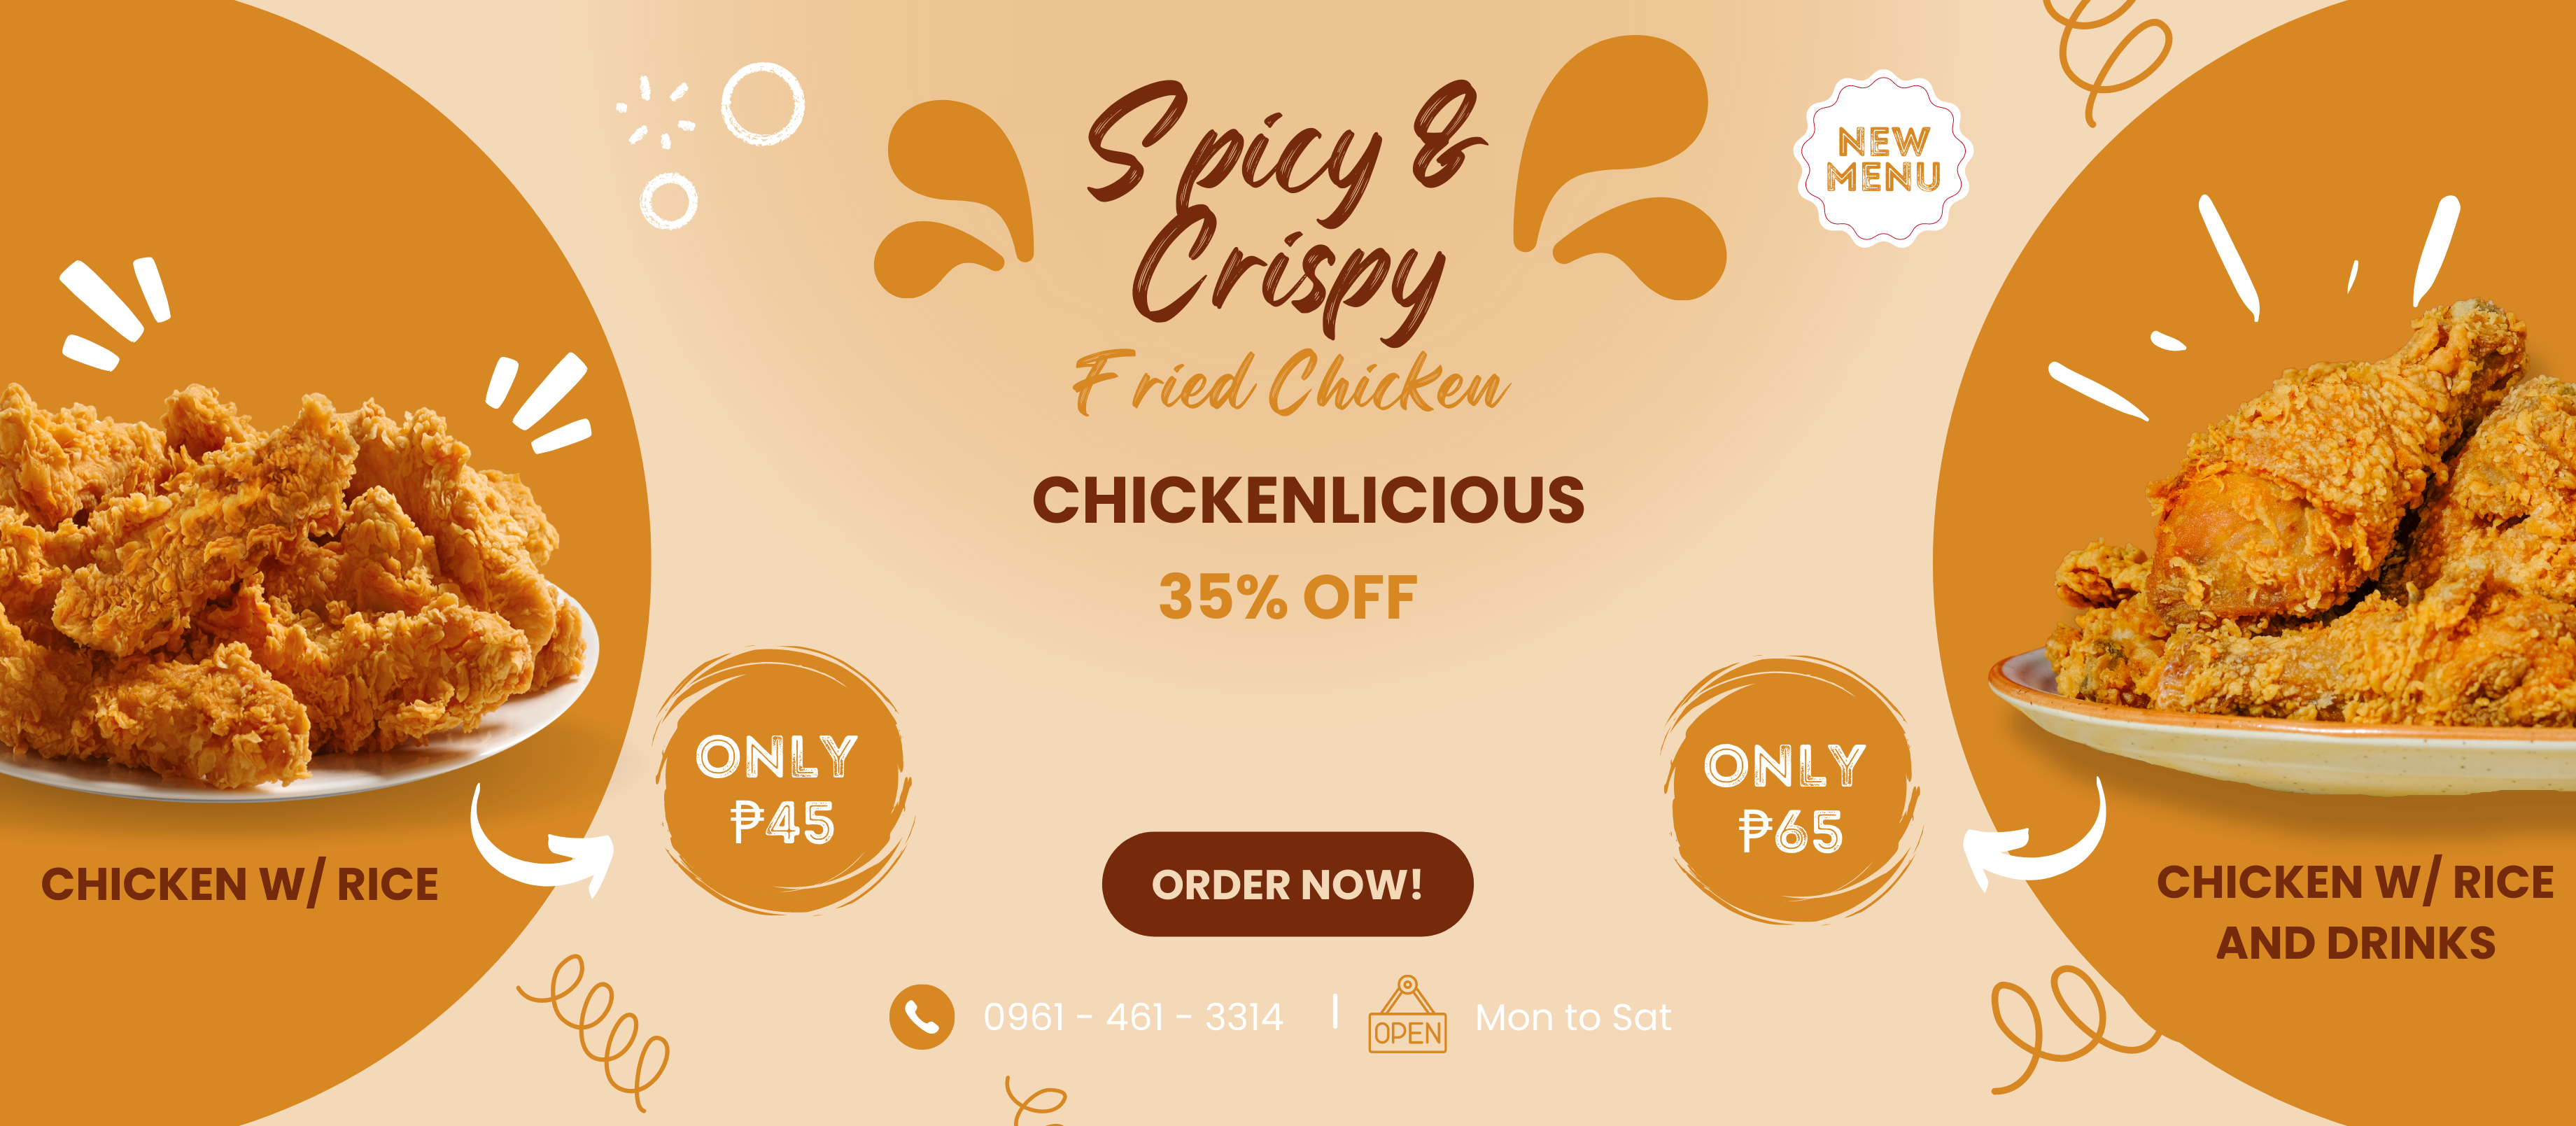 Spicy &
Crispy
Fried Chicken
NEW
MENU
CHICKENLICIOUS
35% OFF
ONLY
₱45
ONLY
₱65
CHICKEN W/ RICE
ORDER NOW!
CHICKEN W/ RICE
AND DRINKS
0961 - 461 - 3314 | OPEN Mon to Sat